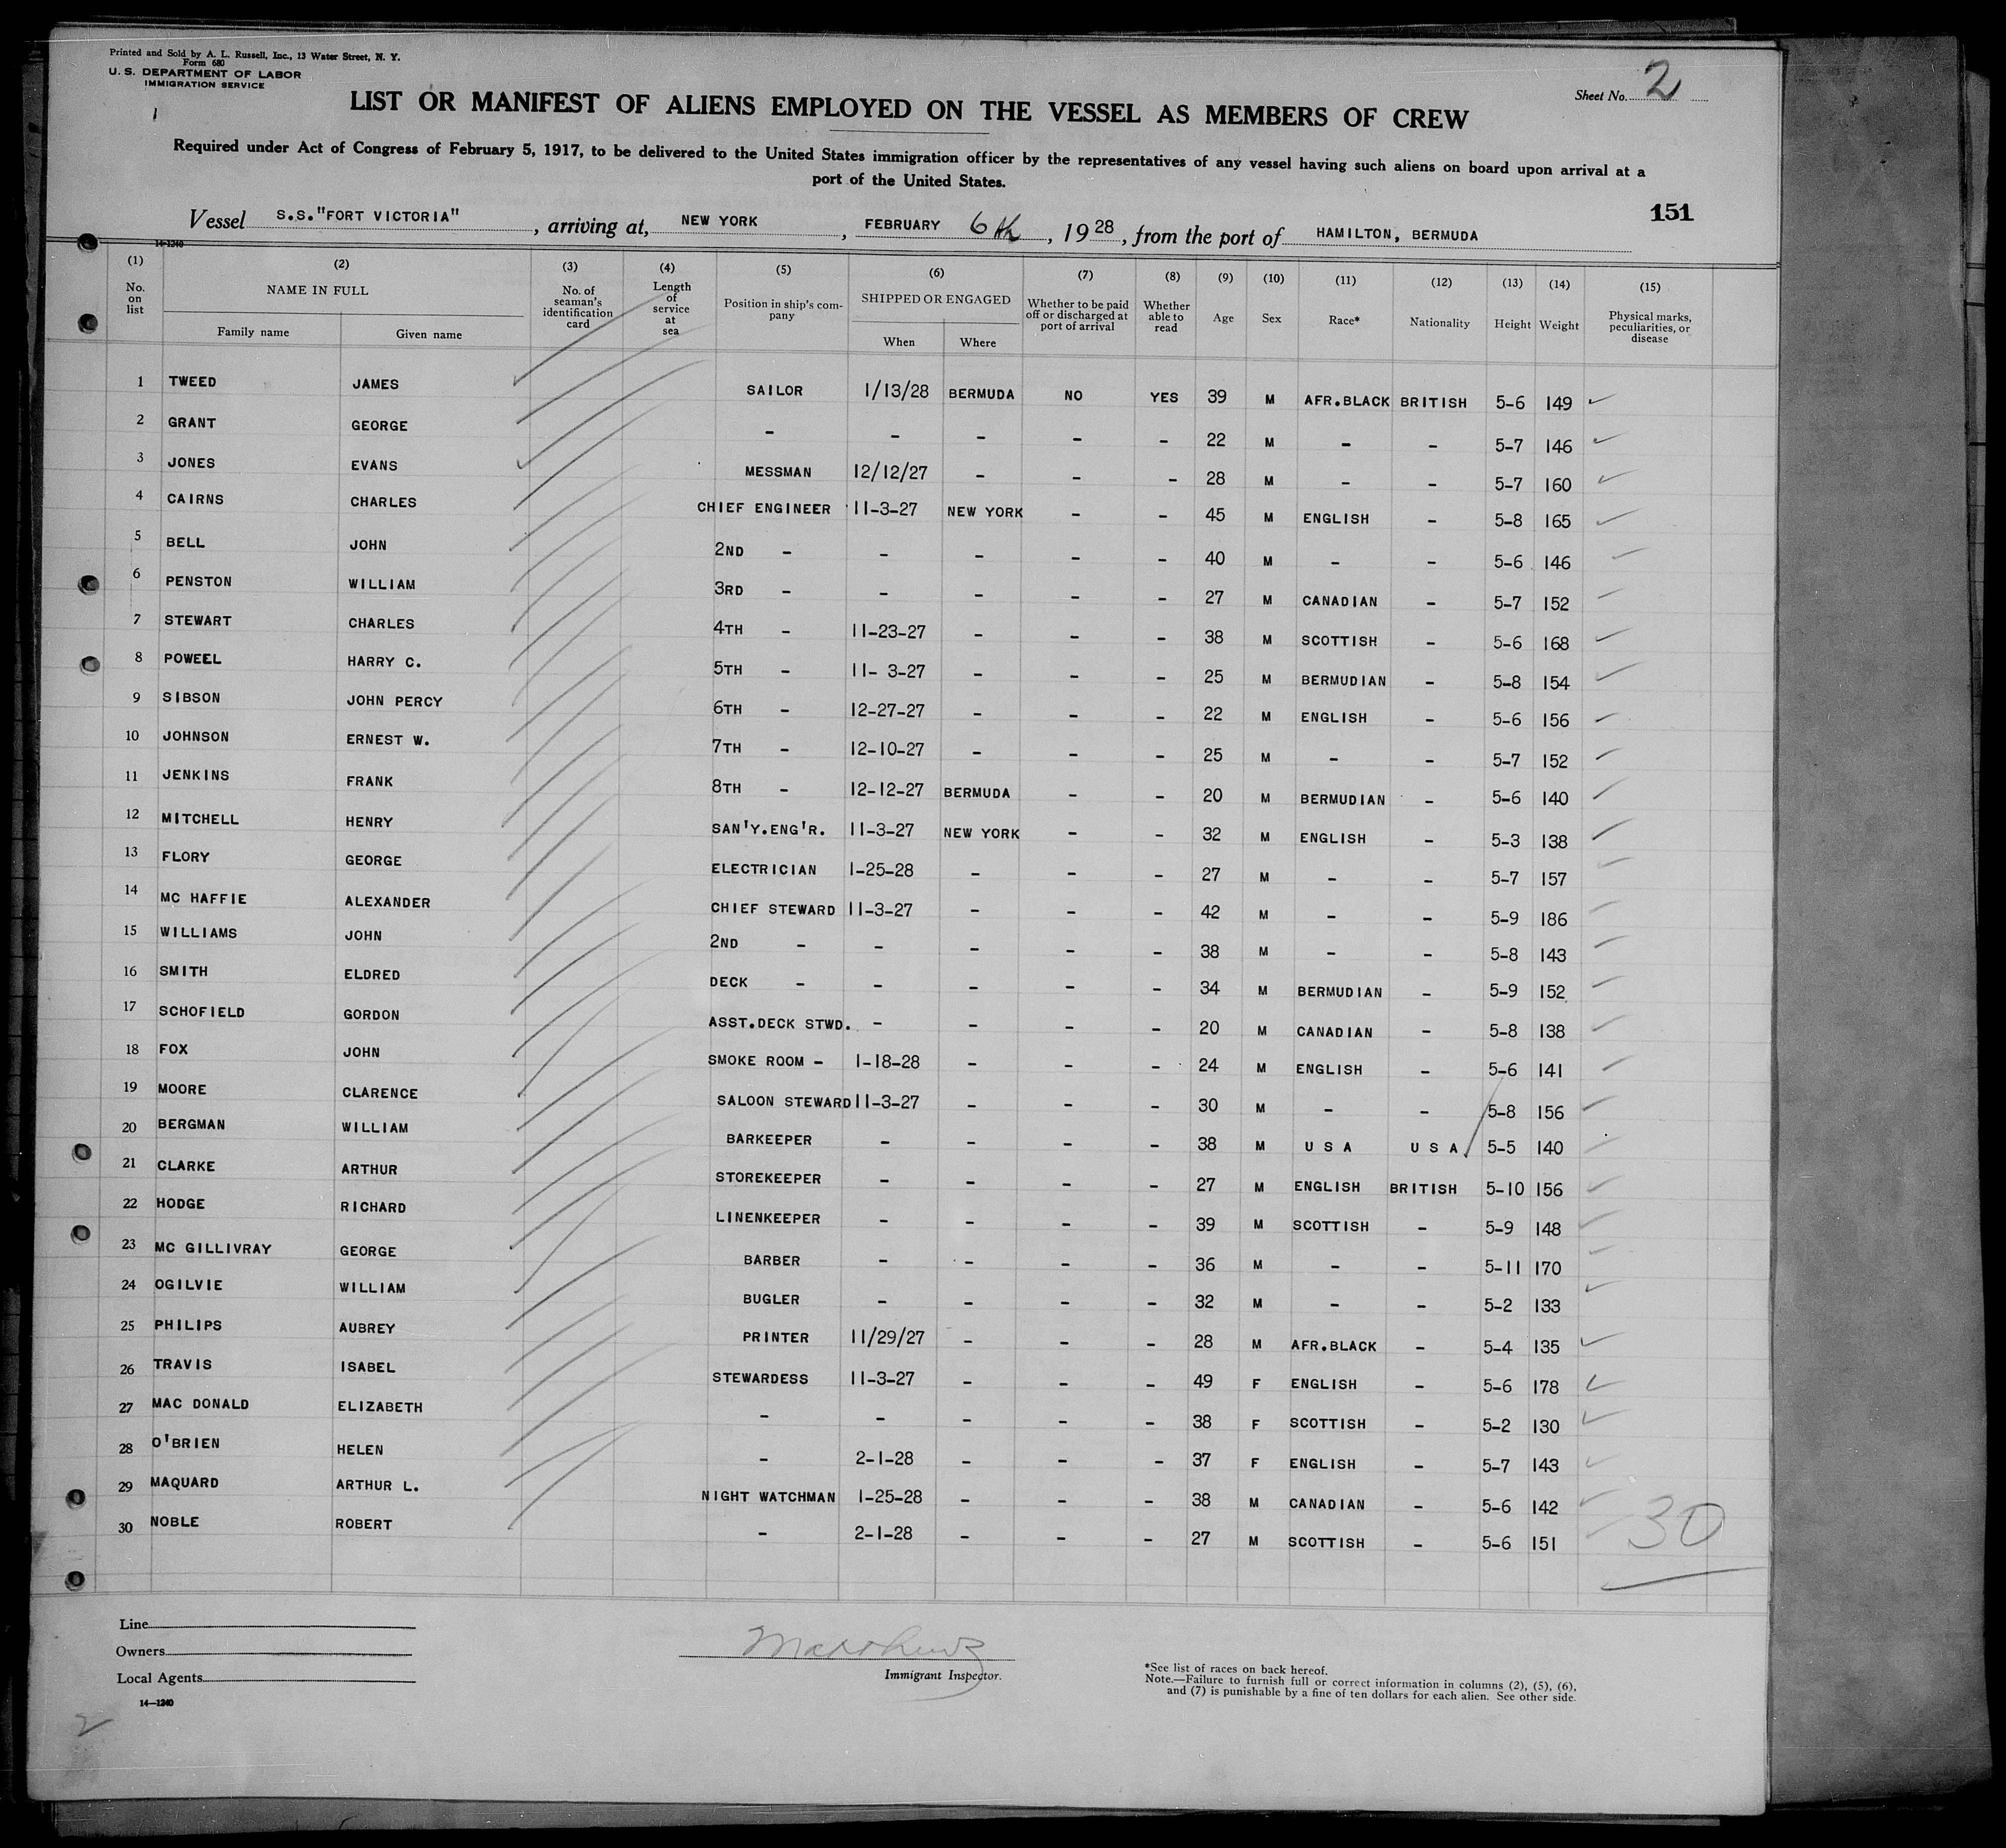 Printed and Sold by A. L. Russell, Inc., 13 Water Street, N. Y.
Form 680
U. S. DEPARTMENT OF LABOR
IMMIGRATION SERVICE
Sheet No. 2
LIST OR MANIFEST OF ALIENS EMPLOYED ON THE VESSEL AS MEMBERS OF CREW
Required under Act of Congress of February 5, 1917, to be delivered to the United States immigration officer by the representatives of any vessel having such aliens on board upon arrival at a
port of the United States.
151
Vessel S.S."FORT VICTORIA", arriving at, NEW YORK, FEBRUARY 6th, 1928, from the port of HAMILTON, BERMUDA
14-1240
(1) (2) (3) (4) (5) (6) (7) (8) (9) (10) (11) (12) (13) (14) (15)
No. on list NAME IN FULL Family name Given name No. of seaman's identification card Length of service at sea Position in ship's company SHIPPED OR ENGAGED When Where Whether to be paid off or discharged at port of arrival Whether able to read Age Sex Race* Nationality Height Weight Physical marks, peculiarities, or disease
1 TWEED JAMES SAILOR 1/13/28 BERMUDA NO YES 39 M AFR.BLACK BRITISH 5-6 149
2 GRANT GEORGE - - - - - 22 M - - 5-7 146
3 JONES EVANS MESSMAN 12/12/27 - - - 28 M - - 5-7 160
4 CAIRNS CHARLES CHIEF ENGINEER 11-3-27 NEW YORK - - 45 M ENGLISH - 5-8 165
5 BELL JOHN 2ND - - - - - 40 M - - 5-6 146
6 PENSTON WILLIAM 3RD - - - - - 27 M CANADIAN - 5-7 152
7 STEWART CHARLES 4TH - 11-23-27 - - - 38 M SCOTTISH - 5-6 168
8 POWEEL HARRY C. 5TH - 11- 3-27 - - - 25 M BERMUDIAN - 5-8 154
9 SIBSON JOHN PERCY 6TH - 12-27-27 - - - 22 M ENGLISH - 5-6 156
10 JOHNSON ERNEST W. 7TH - 12-10-27 - - - 25 M - - 5-7 152
11 JENKINS FRANK 8TH - 12-12-27 BERMUDA - - 20 M BERMUDIAN - 5-6 140
12 MITCHELL HENRY SAN'Y.ENG'R. 11-3-27 NEW YORK - - 32 M ENGLISH - 5-3 138
13 FLORY GEORGE ELECTRICIAN 1-25-28 - - - 27 M - - 5-7 157
14 MC HAFFIE ALEXANDER CHIEF STEWARD 11-3-27 - - - 42 M - - 5-9 186
15 WILLIAMS JOHN 2ND - - - - - 38 M - - 5-8 143
16 SMITH ELDRED DECK - - - - - 34 M BERMUDIAN - 5-9 152
17 SCHOFIELD GORDON ASST.DECK STWD. - - - - 20 M CANADIAN - 5-8 138
18 FOX JOHN SMOKE ROOM - 1-18-28 - - - 24 M ENGLISH - 5-6 141
19 MOORE CLARENCE SALOON STEWARD 11-3-27 - - - 30 M - - 5-8 156
20 BERGMAN WILLIAM BARKEEPER - - - - 38 M U S A U S A 5-5 140
21 CLARKE ARTHUR STOREKEEPER - - - - 27 M ENGLISH BRITISH 5-10 156
22 HODGE RICHARD LINENKEEPER - - - - 39 M SCOTTISH - 5-9 148
23 MC GILLIVRAY GEORGE BARBER - - - - 36 M - - 5-11 170
24 OGILVIE WILLIAM BUGLER - - - - 32 M - - 5-2 133
25 PHILIPS AUBREY PRINTER 11/29/27 - - - 28 M AFR.BLACK - 5-4 135
26 TRAVIS ISABEL STEWARDESS 11-3-27 - - - 49 F ENGLISH - 5-6 178
27 MAC DONALD ELIZABETH - - - - - 38 F SCOTTISH - 5-2 130
28 O'BRIEN HELEN - 2-1-28 - - - 37 F ENGLISH - 5-7 143
29 MAQUARD ARTHUR L. NIGHT WATCHMAN 1-25-28 - - - 38 M CANADIAN - 5-6 142
30 NOBLE ROBERT - 2-1-28 - - - 27 M SCOTTISH - 5-6 151
30
Line
Owners
Local Agents
14-1240
Matthews
Immigrant Inspector.
*See list of races on back hereof.
Note.—Failure to furnish full or correct information in columns (2), (5), (6),
and (7) is punishable by a fine of ten dollars for each alien. See other side.
2